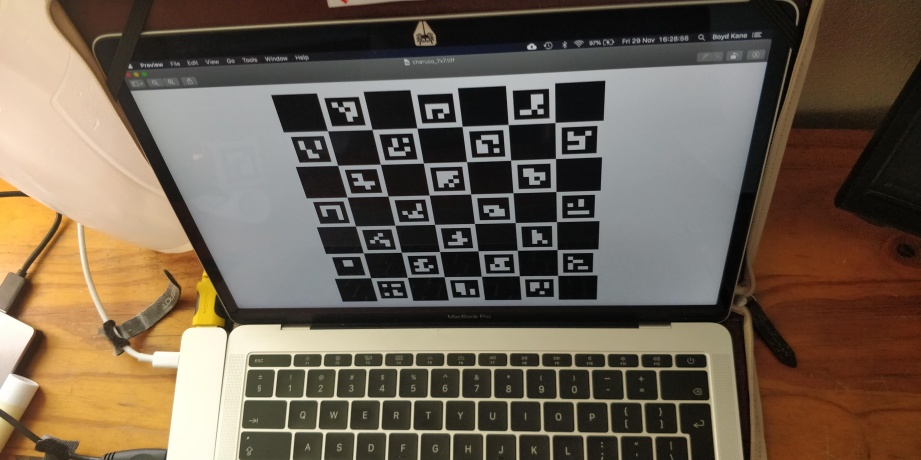 Preview File Edit View Go Tools Window Help
97% Fri 29 Nov 16:28:56 Boyd Kane
charuco_7x7.tiff
MacBook Pro
esc
§ ! 1 @ 2 # 3 $ 4 % 5 ^ 6 & 7 * 8 ( 9 ) 0 – - + =
Q W E R T Y U I O P { [ } ]
A S D F G H J K L : ; " |